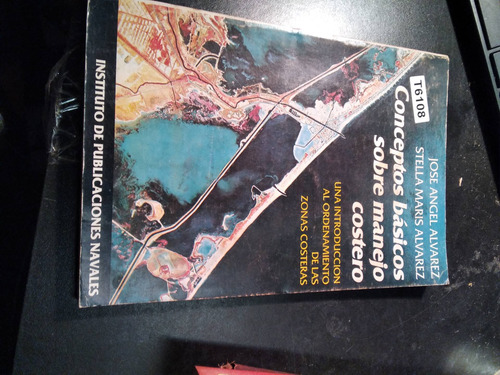 JOSE ANGEL ALVAREZ
STELLA MARIS ALVAREZ
T6108
Conceptos básicos
sobre manejo
costero
UNA INTRODUCCION
AL ORDENAMIENTO
DE LAS
ZONAS COSTERAS
INSTITUTO DE PUBLICACIONES NAVALES